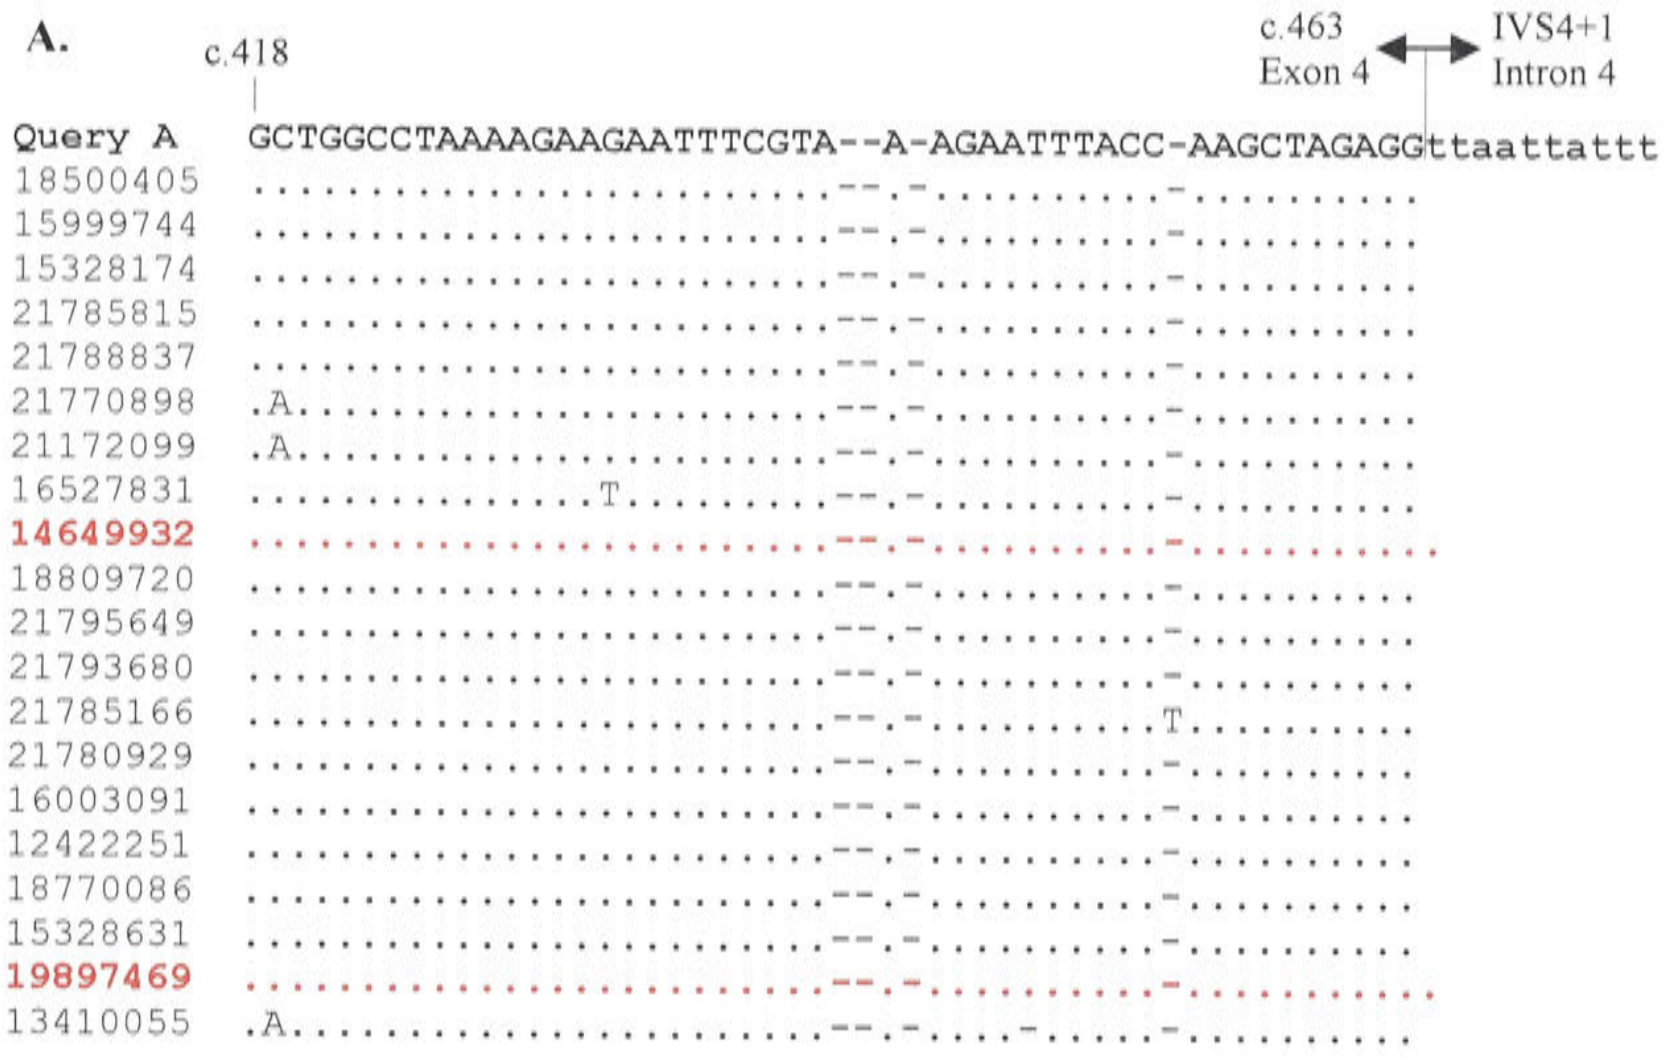 A.
c.418
c.463 IVS4+1
Exon 4 Intron 4
Query A GCTGGCCTAAAAGAAGAATTTCGTA--A-AGAATTTACC-AAGCTAGAGGttaattattt
18500405 .........................--.-..........-..........
15999744 .........................--.-..........-..........
15328174 .........................--.-..........-..........
21785815 .........................--.-..........-..........
21788837 .........................--.-..........-..........
21770898 .A.......................--.-..........-..........
21172099 .A.......................--.-..........-..........
16527831 ...............T.........--.-..........-..........
14649932 .........................--.-..........-...........
18809720 .........................--.-..........-..........
21795649 .........................--.-..........-..........
21793680 .........................--.-..........-..........
21785166 .........................--.-..........T..........
21780929 .........................--.-..........-..........
16003091 .........................--.-..........-..........
12422251 .........................--.-..........-..........
18770086 .........................--.-..........-..........
15328631 .........................--.-..........-..........
19897469 .........................--.-..........-...........
13410055 .A.......................--.-....-.....-..........